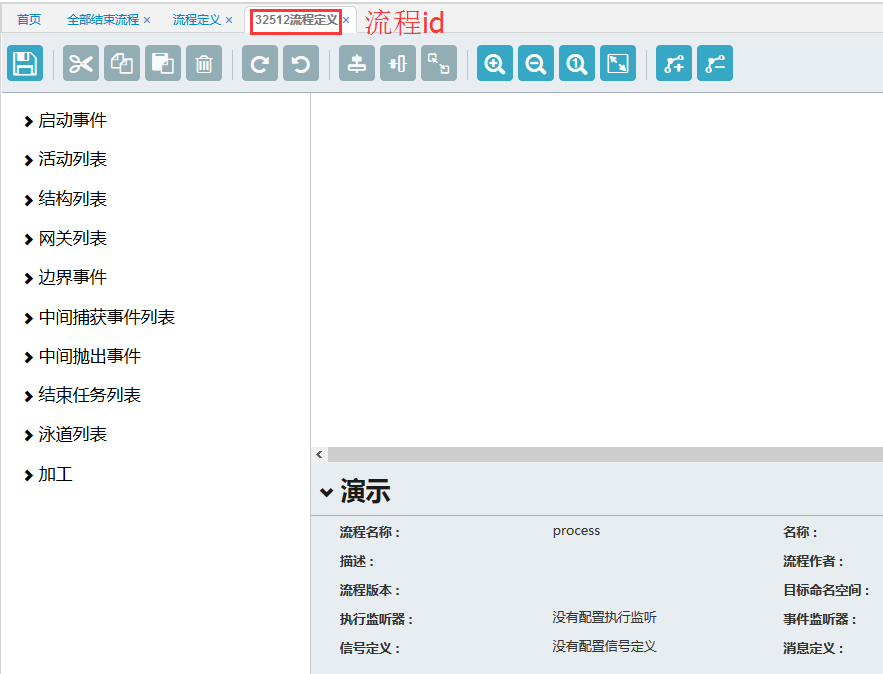 首页 全部结束流程 × 流程定义 × 32512流程定义 × 流程id
启动事件
活动列表
结构列表
网关列表
边界事件
中间捕获事件列表
中间抛出事件
结束任务列表
泳道列表
加工
演示
流程名称： process 名称：
描述： 流程作者：
流程版本： 目标命名空间：
执行监听器： 没有配置执行监听 事件监听器：
信号定义： 没有配置信号定义 消息定义：